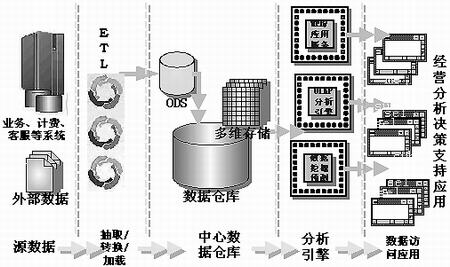 E
T
L
ODS
业务、计费、
客服等系统
外部数据
多维存储
数据仓库
应用
服务
OLAP
分析
引擎
数据
挖掘
预测
经营分析决策支持应用
源数据
抽取/
转换/
加载
中心数
据仓库
分析
引擎
数据访
问应用